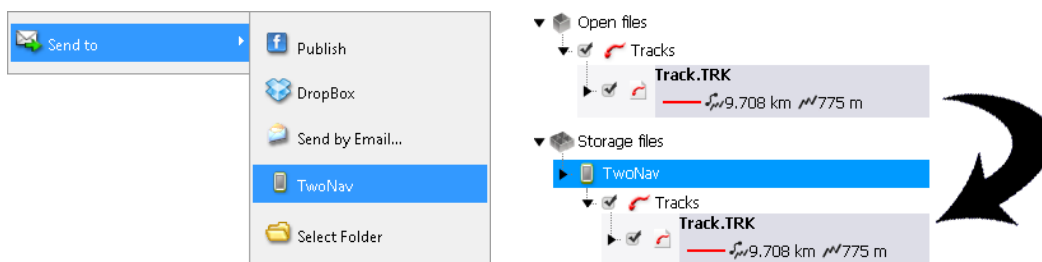 Send to
Publish
DropBox
Send by Email...
TwoNav
Select Folder
Open files
Tracks
Track.TRK
9.708 km 775 m
Storage files
TwoNav
Tracks
Track.TRK
9.708 km 775 m